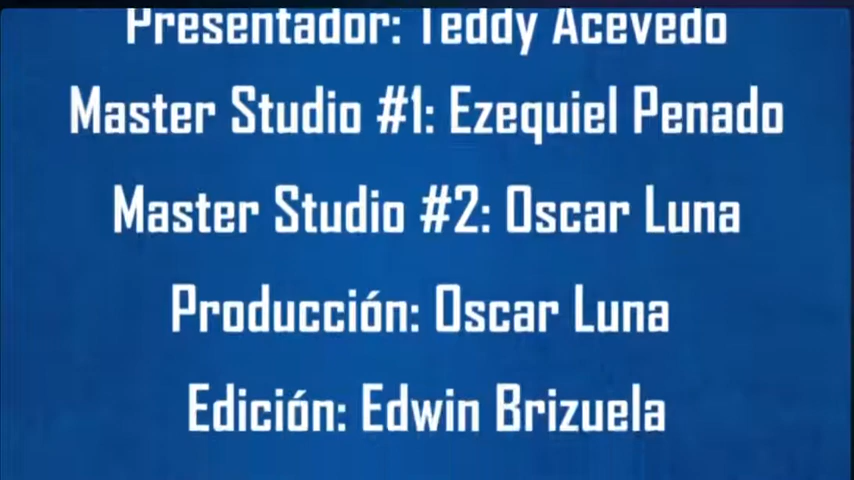 Presentador: Teddy Acevedo
Master Studio #1: Ezequiel Penado
Master Studio #2: Oscar Luna
Producción: Oscar Luna
Edición: Edwin Brizuela